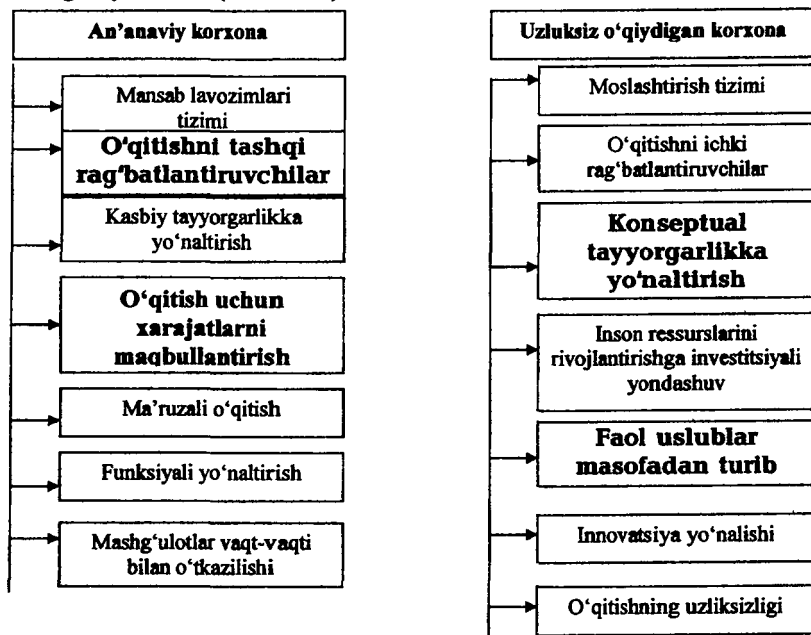 An’anaviy korxona
Mansab lavozimlari
tizimi
O‘qitishni tashqi
rag‘batlantiruvchilar
Kasbiy tayyorgarlikka
yo‘naltirish
O‘qitish uchun
xarajatlarni
maqbullantirish
Ma’ruzali o‘qitish
Funksiyali yo‘naltirish
Mashg‘ulotlar vaqt-vaqti
bilan o‘tkazilishi
Uzluksiz o‘qiydigan korxona
Moslashtirish tizimi
O‘qitishni ichki
rag‘batlantiruvchilar
Konseptual
tayyorgarlikka
yo‘naltirish
Inson ressurslarini
rivojlantirishga investitsiyali
yondashuv
Faol uslublar
masofadan turib
Innovatsiya yo‘nalishi
O‘qitishning uzliksizligi